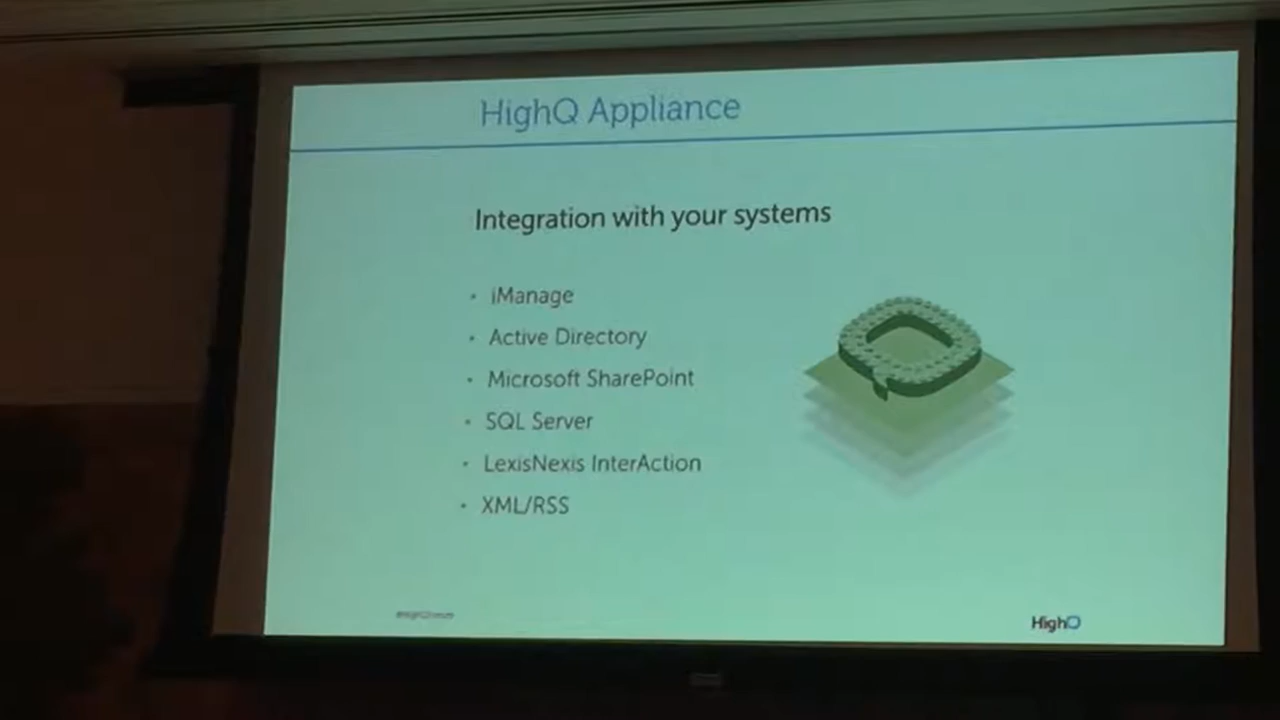 HighQ Appliance
Integration with your systems
• iManage
• Active Directory
• Microsoft SharePoint
• SQL Server
• LexisNexis InterAction
• XML/RSS
HighQ